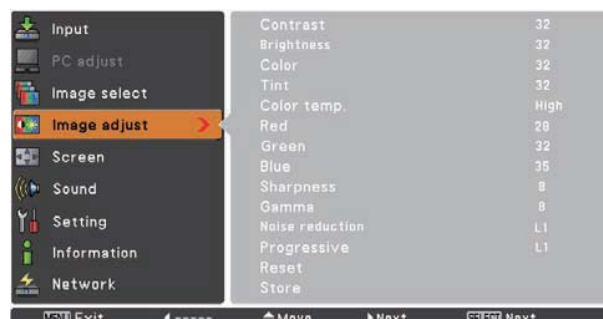 Input
PC adjust
Image select
Image adjust
Screen
Sound
Setting
Information
Network
Contrast 32
Brightness 32
Color 32
Tint 32
Color temp. High
Red 28
Green 32
Blue 35
Sharpness 8
Gamma 8
Noise reduction L1
Progressive L1
Reset
Store
MENU Exit ----- Move Next SELECT Next